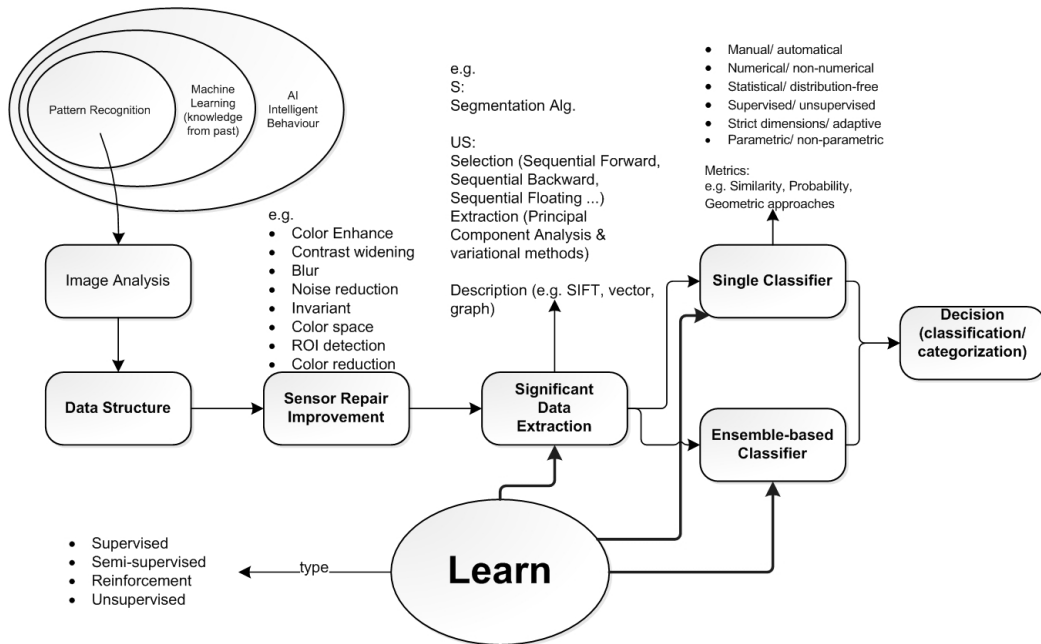 Pattern Recognition
Machine
Learning
(knowledge
from past)
AI
Intelligent
Behaviour
Image Analysis
Data Structure
e.g.
• Color Enhance
• Contrast widening
• Blur
• Noise reduction
• Invariant
• Color space
• ROI detection
• Color reduction
Sensor Repair
Improvement
e.g.
S:
Segmentation Alg.
US:
Selection (Sequential Forward,
Sequential Backward,
Sequential Floating ...)
Extraction (Principal
Component Analysis &
variational methods)
Description (e.g. SIFT, vector,
graph)
Significant
Data
Extraction
• Manual/ automatical
• Numerical/ non-numerical
• Statistical/ distribution-free
• Supervised/ unsupervised
• Strict dimensions/ adaptive
• Parametric/ non-parametric
Metrics:
e.g. Similarity, Probability,
Geometric approaches
Single Classifier
Ensemble-based
Classifier
Decision
(classification/
categorization)
Learn
type
• Supervised
• Semi-supervised
• Reinforcement
• Unsupervised